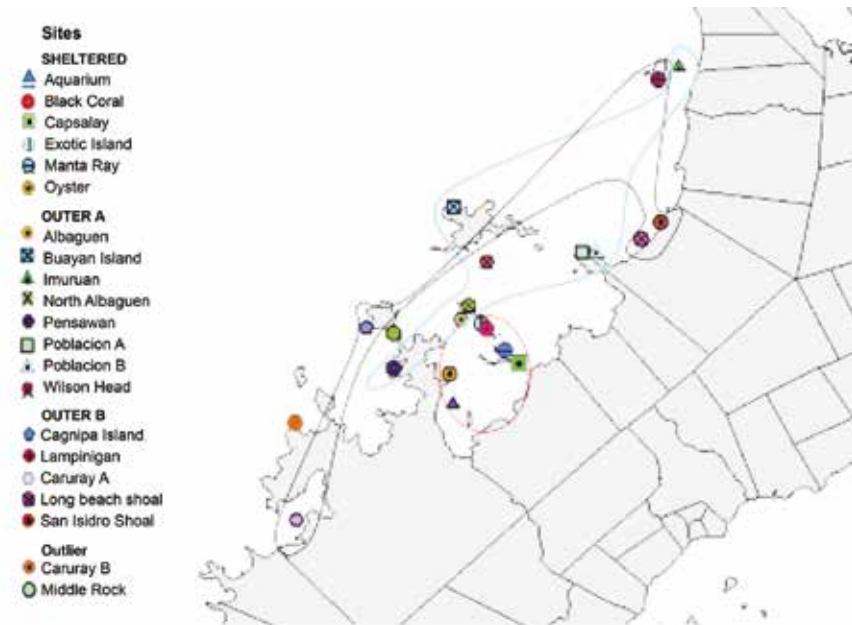 Sites
SHELTERED
Aquarium
Black Coral
Capsalay
Exotic Island
Manta Ray
Oyster
OUTER A
Albaguen
Buayan Island
Imuruan
North Albaguen
Pensawan
Poblacion A
Poblacion B
Wilson Head
OUTER B
Cagnipa Island
Lampinigan
Caruray A
Long beach shoal
San Isidro Shoal
Outlier
Caruray B
Middle Rock